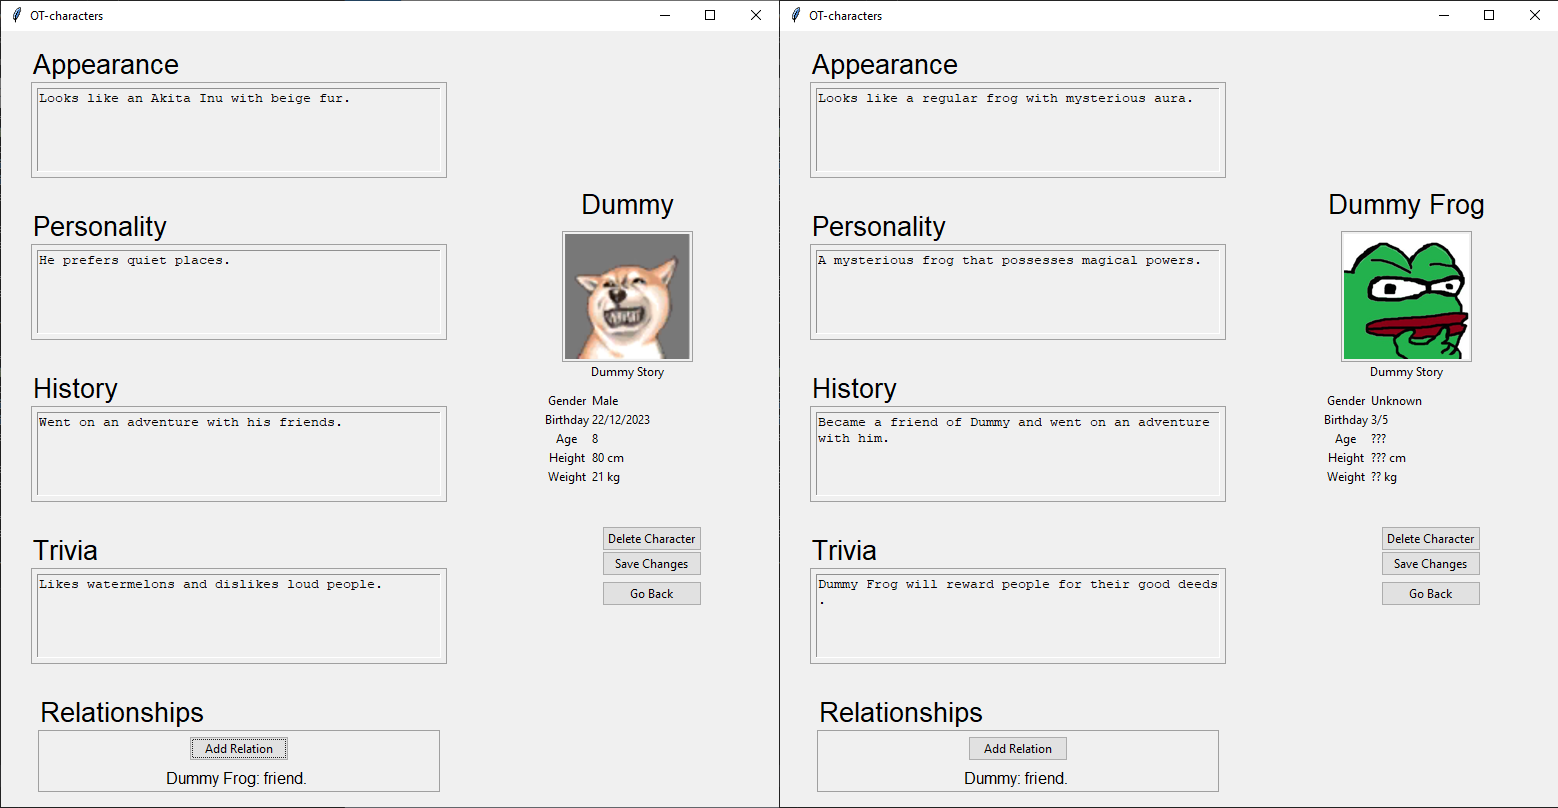 OT-characters
Appearance
Looks like an Akita Inu with beige fur.
Personality
He prefers quiet places.
History
Went on an adventure with his friends.
Trivia
Likes watermelons and dislikes loud people.
Relationships
Add Relation
Dummy Frog: friend.
Dummy
Dummy Story
Gender Male
Birthday 22/12/2023
Age 8
Height 80 cm
Weight 21 kg
Delete Character
Save Changes
Go Back
OT-characters
Appearance
Looks like a regular frog with mysterious aura.
Personality
A mysterious frog that possesses magical powers.
History
Became a friend of Dummy and went on an adventure
with him.
Trivia
Dummy Frog will reward people for their good deeds
.
Relationships
Add Relation
Dummy: friend.
Dummy Frog
Dummy Story
Gender Unknown
Birthday 3/5
Age ???
Height ??? cm
Weight ?? kg
Delete Character
Save Changes
Go Back